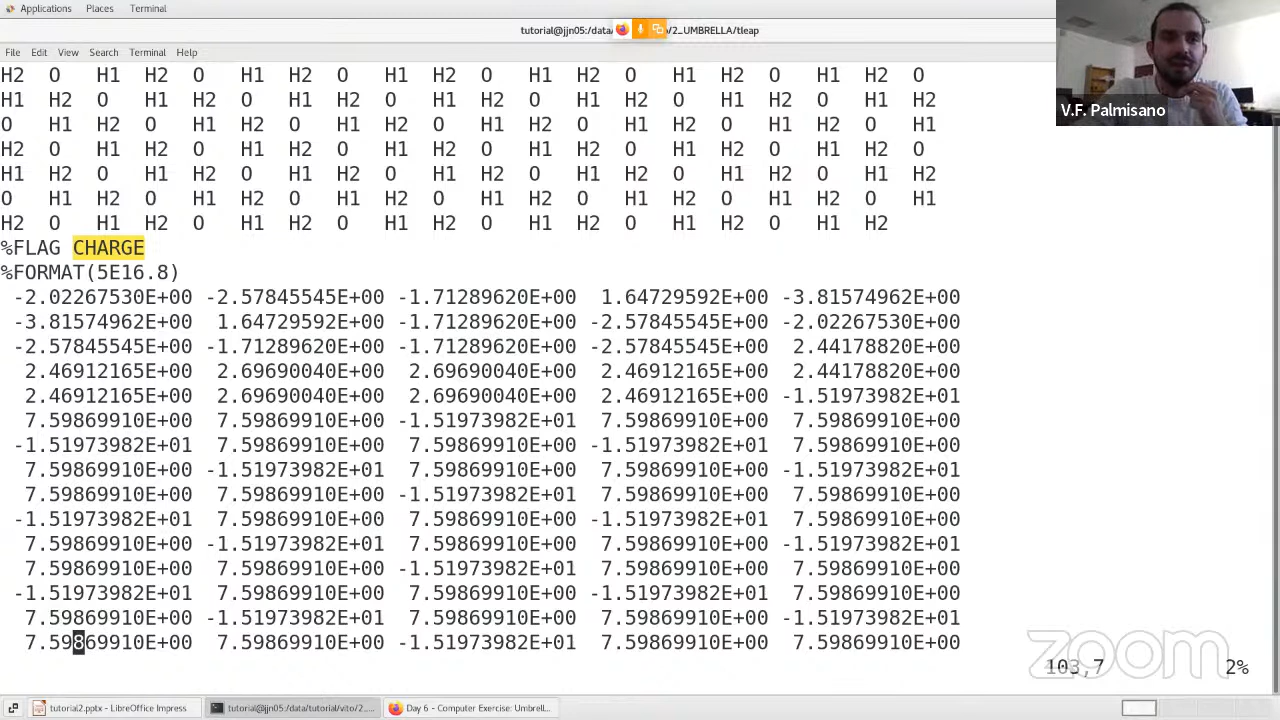 Applications Places Terminal
tutorial@jjn05:/data/ /2_UMBRELLA/tleap
File Edit View Search Terminal Help
H2 O H1 H2 O H1 H2 O H1 H2 O H1 H2 O H1 H2 O H1 H2 O
H1 H2 O H1 H2 O H1 H2 O H1 H2 O H1 H2 O H1 H2 O H1 H2
O H1 H2 O H1 H2 O H1 H2 O H1 H2 O H1 H2 O H1 H2 O H1
H2 O H1 H2 O H1 H2 O H1 H2 O H1 H2 O H1 H2 O H1 H2 O
H1 H2 O H1 H2 O H1 H2 O H1 H2 O H1 H2 O H1 H2 O H1 H2
O H1 H2 O H1 H2 O H1 H2 O H1 H2 O H1 H2 O H1 H2 O H1
H2 O H1 H2 O H1 H2 O H1 H2 O H1 H2 O H1 H2 O H1 H2
%FLAG CHARGE
%FORMAT(5E16.8)
-2.02267530E+00 -2.57845545E+00 -1.71289620E+00 1.64729592E+00 -3.81574962E+00
-3.81574962E+00 1.64729592E+00 -1.71289620E+00 -2.57845545E+00 -2.02267530E+00
-2.57845545E+00 -1.71289620E+00 -1.71289620E+00 -2.57845545E+00 2.44178820E+00
2.46912165E+00 2.69690040E+00 2.69690040E+00 2.46912165E+00 2.44178820E+00
2.46912165E+00 2.69690040E+00 2.69690040E+00 2.46912165E+00 -1.51973982E+01
7.59869910E+00 7.59869910E+00 -1.51973982E+01 7.59869910E+00 7.59869910E+00
-1.51973982E+01 7.59869910E+00 7.59869910E+00 -1.51973982E+01 7.59869910E+00
7.59869910E+00 -1.51973982E+01 7.59869910E+00 7.59869910E+00 -1.51973982E+01
7.59869910E+00 7.59869910E+00 -1.51973982E+01 7.59869910E+00 7.59869910E+00
-1.51973982E+01 7.59869910E+00 7.59869910E+00 -1.51973982E+01 7.59869910E+00
7.59869910E+00 -1.51973982E+01 7.59869910E+00 7.59869910E+00 -1.51973982E+01
7.59869910E+00 7.59869910E+00 -1.51973982E+01 7.59869910E+00 7.59869910E+00
-1.51973982E+01 7.59869910E+00 7.59869910E+00 -1.51973982E+01 7.59869910E+00
7.59869910E+00 -1.51973982E+01 7.59869910E+00 7.59869910E+00 -1.51973982E+01
7.59869910E+00 7.59869910E+00 -1.51973982E+01 7.59869910E+00 7.59869910E+00
103,7 2%
V.F. Palmisano
zoom
tutorial2.pptx - LibreOffice Impress
tutorial@jjn05:/data/tutorial/vito/2...
Day 6 - Computer Exercise: Umbrell...